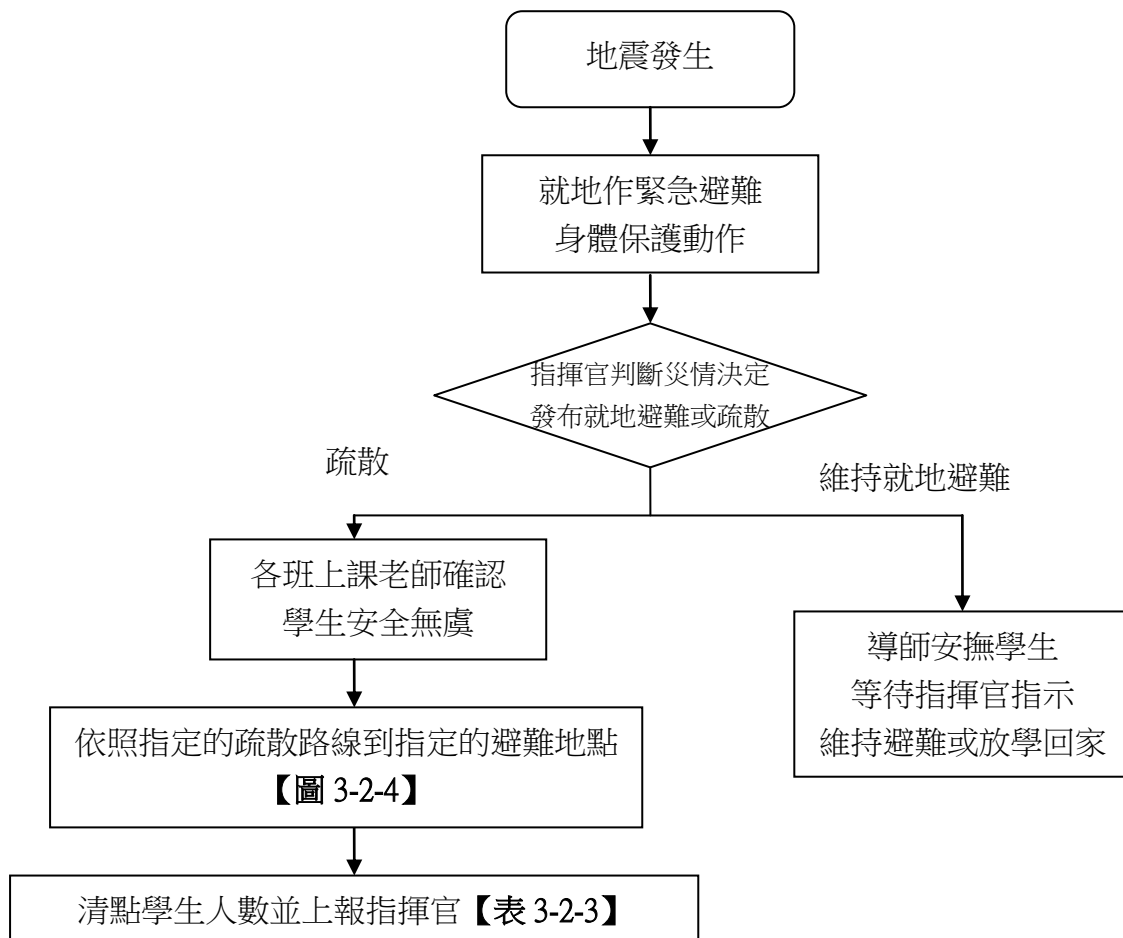 地震發生
就地作緊急避難
身體保護動作
指揮官判斷災情決定
發布就地避難或疏散
疏散
維持就地避難
各班上課老師確認
學生安全無虞
導師安撫學生
等待指揮官指示
維持避難或放學回家
依照指定的疏散路線到指定的避難地點
【圖 3-2-4】
清點學生人數並上報指揮官【表 3-2-3】